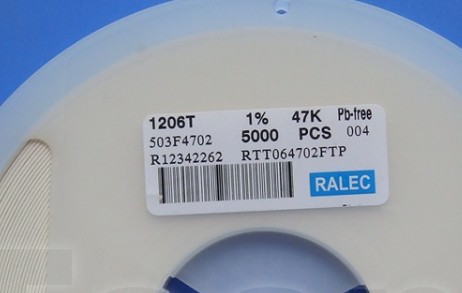 1206T 1% 47K Pb-free
503F4702 5000 PCS 004
R12342262 RTT064702FTP
RALEC